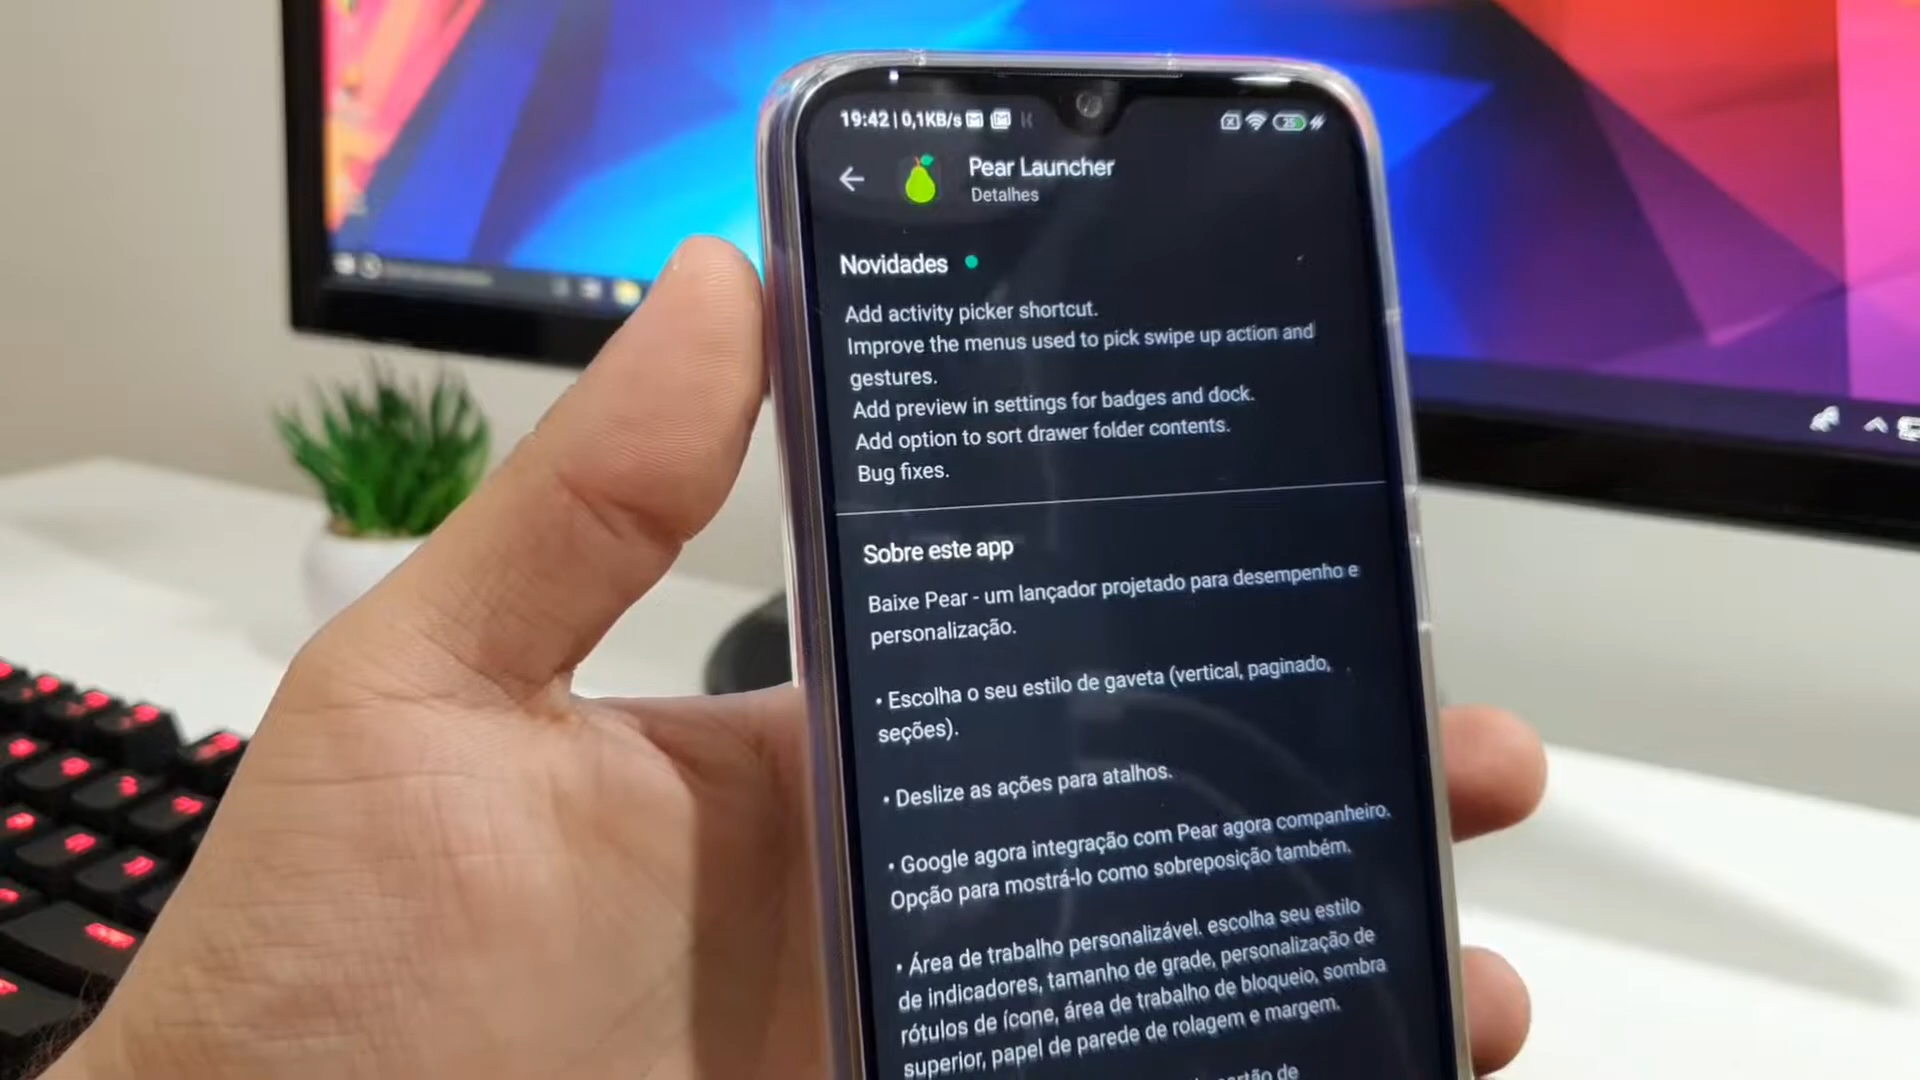 19:42 | 0,1KB/s
25
Pear Launcher
Detalhes
Novidades
Add activity picker shortcut.
Improve the menus used to pick swipe up action and
gestures.
Add preview in settings for badges and dock.
Add option to sort drawer folder contents.
Bug fixes.
Sobre este app
Baixe Pear - um lançador projetado para desempenho e
personalização.
• Escolha o seu estilo de gaveta (vertical, paginado,
seções).
• Deslize as ações para atalhos.
• Google agora integração com Pear agora companheiro.
Opção para mostrá-lo como sobreposição também.
• Área de trabalho personalizável. escolha seu estilo
de indicadores, tamanho de grade, personalização de
rótulos de ícone, área de trabalho de bloqueio, sombra
superior, papel de parede de rolagem e margem.
de